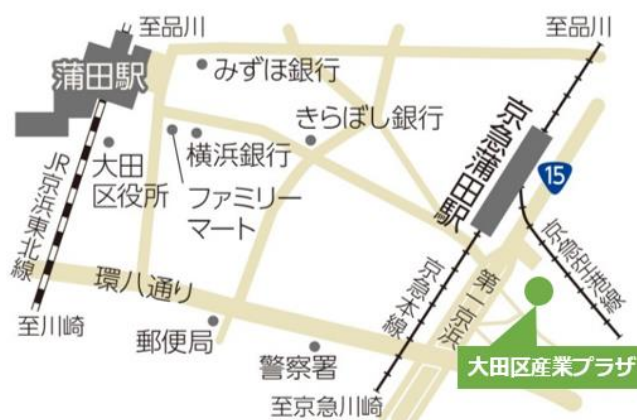 至品川
至品川
蒲田駅
みずほ銀行
きらぼし銀行
京急蒲田駅
15
大田
区役所
横浜銀行
ファミリー
マート
JR京浜東北線
京急空港線
環八通り
京急本線
第一京浜
至川崎
郵便局
警察署
大田区産業プラザ
至京急川崎